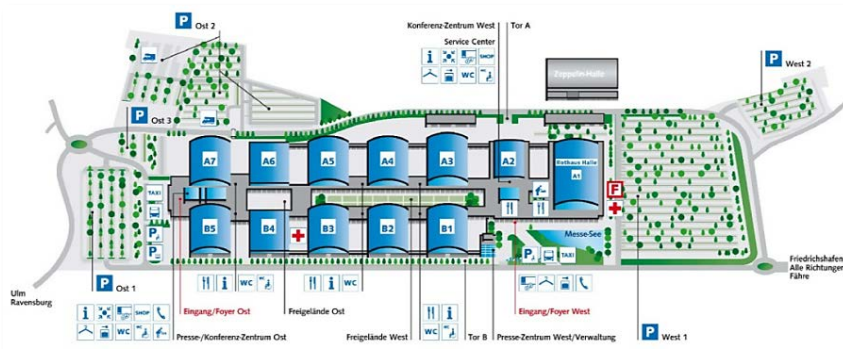 P Ost 2
Konferenz-Zentrum West
Tor A
Service Center
i SHOP
WC
Zeppelin-Halle
P West 2
P Ost 3
A7
A6
A5
A4
A3
A2
Rothaus Halle
A1
TAXI
F
P
P
B5
B4
B3
B2
B1
Messe-See
P TAXI
Friedrichshafen
Alle Richtungen
Fähre
P Ost 1
Ulm
Ravensburg
i WC
i WC
i WC
Eingang/Foyer Ost
Freigelände Ost
Eingang/Foyer West
i SHOP
WC
Presse-/Konferenz-Zentrum Ost
Freigelände West
Tor B
Presse-Zentrum West/Verwaltung
P West 1